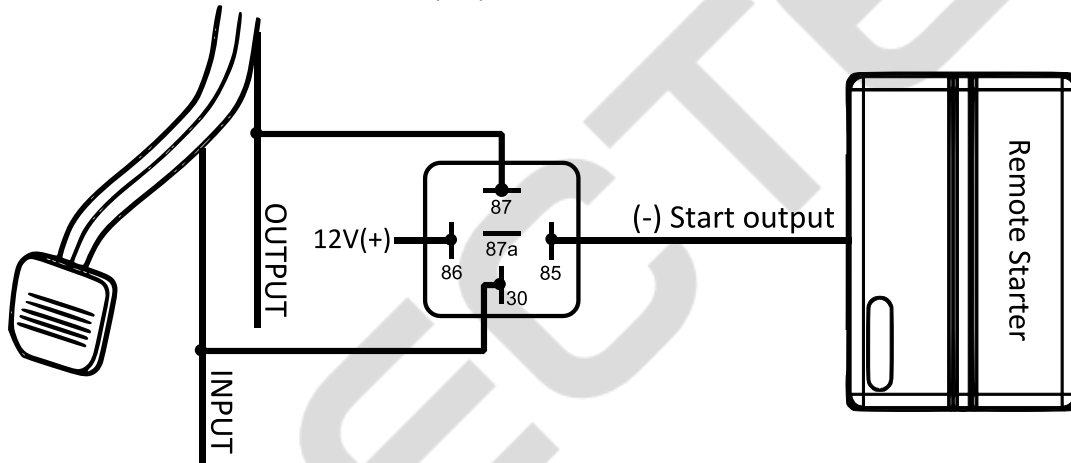 OUTPUT
INPUT
12V(+)
87
87a
86
85
30
(-) Start output
Remote Starter